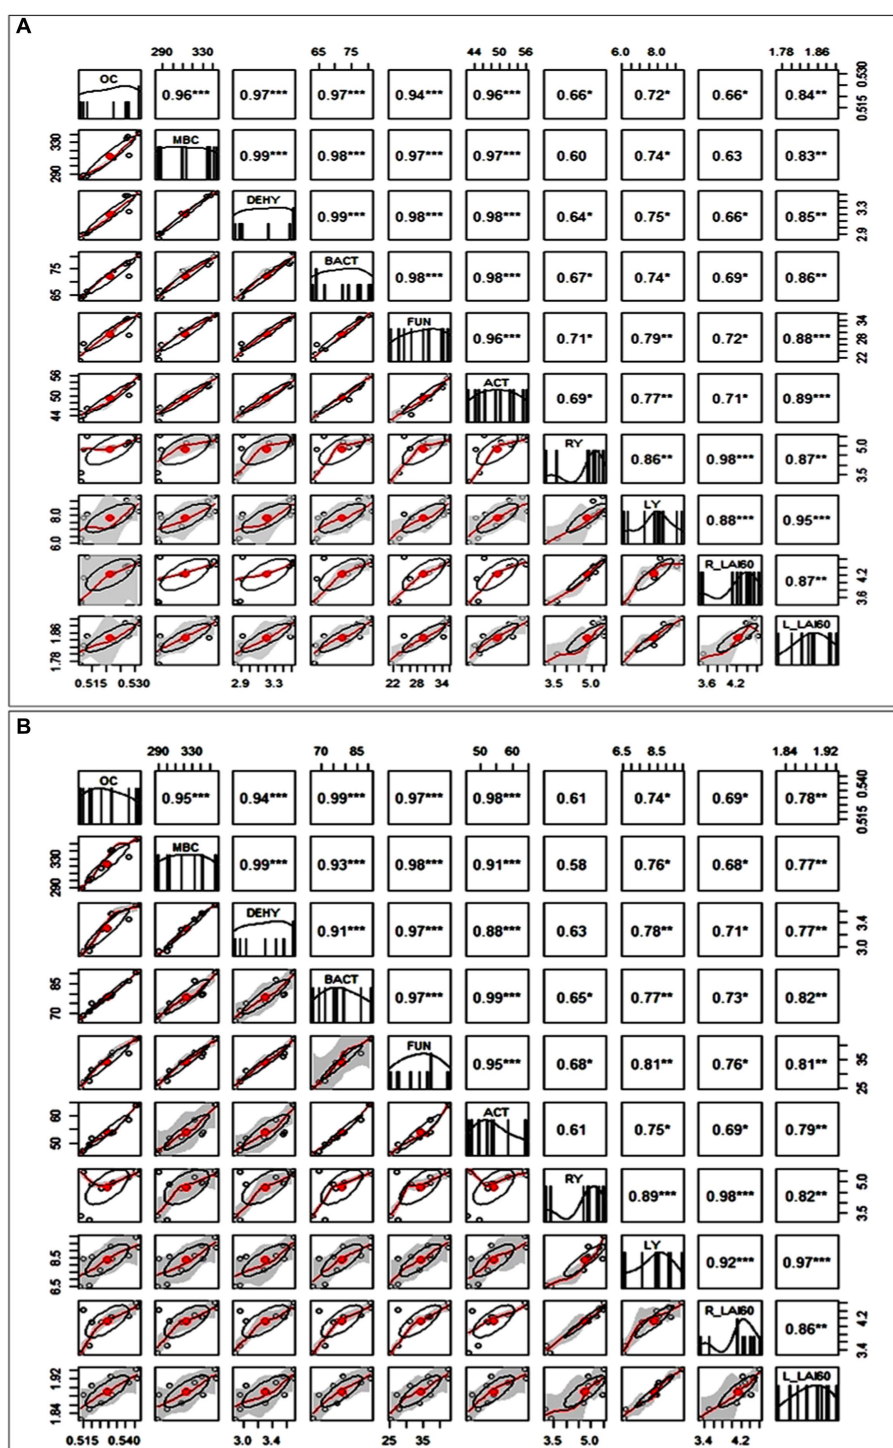 A
290 330 65 75 44 50 56 6.0 8.0 1.78 1.86
OC 0.96*** 0.97*** 0.97*** 0.94*** 0.96*** 0.66* 0.72* 0.66* 0.84** 0.515 0.530
290 330 MBC 0.99*** 0.98*** 0.97*** 0.97*** 0.60 0.74* 0.63 0.83**
DEHY 0.99*** 0.98*** 0.98*** 0.64* 0.75* 0.66* 0.85** 2.9 3.3
65 75 BACT 0.98*** 0.98*** 0.67* 0.74* 0.69* 0.86**
FUN 0.96*** 0.71* 0.79** 0.72* 0.88*** 22 28 34
44 50 56 ACT 0.69* 0.77** 0.71* 0.89***
RY 0.86** 0.98*** 0.87** 3.5 5.0
6.0 8.0 LY 0.88*** 0.95***
R_LAI60 0.87** 3.6 4.2
1.78 1.86 L_LAI60
0.515 0.530 2.9 3.3 22 28 34 3.5 5.0 3.6 4.2
B
290 330 70 85 50 60 6.5 8.5 1.84 1.92
OC 0.95*** 0.94*** 0.99*** 0.97*** 0.98*** 0.61 0.74* 0.69* 0.78** 0.515 0.540
290 330 MBC 0.99*** 0.93*** 0.98*** 0.91*** 0.58 0.76* 0.68* 0.77**
DEHY 0.91*** 0.97*** 0.88*** 0.63 0.78** 0.71* 0.77** 3.0 3.4
70 85 BACT 0.97*** 0.99*** 0.65* 0.77** 0.73* 0.82**
FUN 0.95*** 0.68* 0.81** 0.76* 0.81** 25 35
50 60 ACT 0.61 0.75* 0.69* 0.79**
RY 0.89*** 0.98*** 0.82** 3.5 5.0
6.5 8.5 LY 0.92*** 0.97***
R_LAI60 0.86** 3.4 4.2
1.84 1.92 L_LAI60
0.515 0.540 3.0 3.4 25 35 3.5 5.0 3.4 4.2